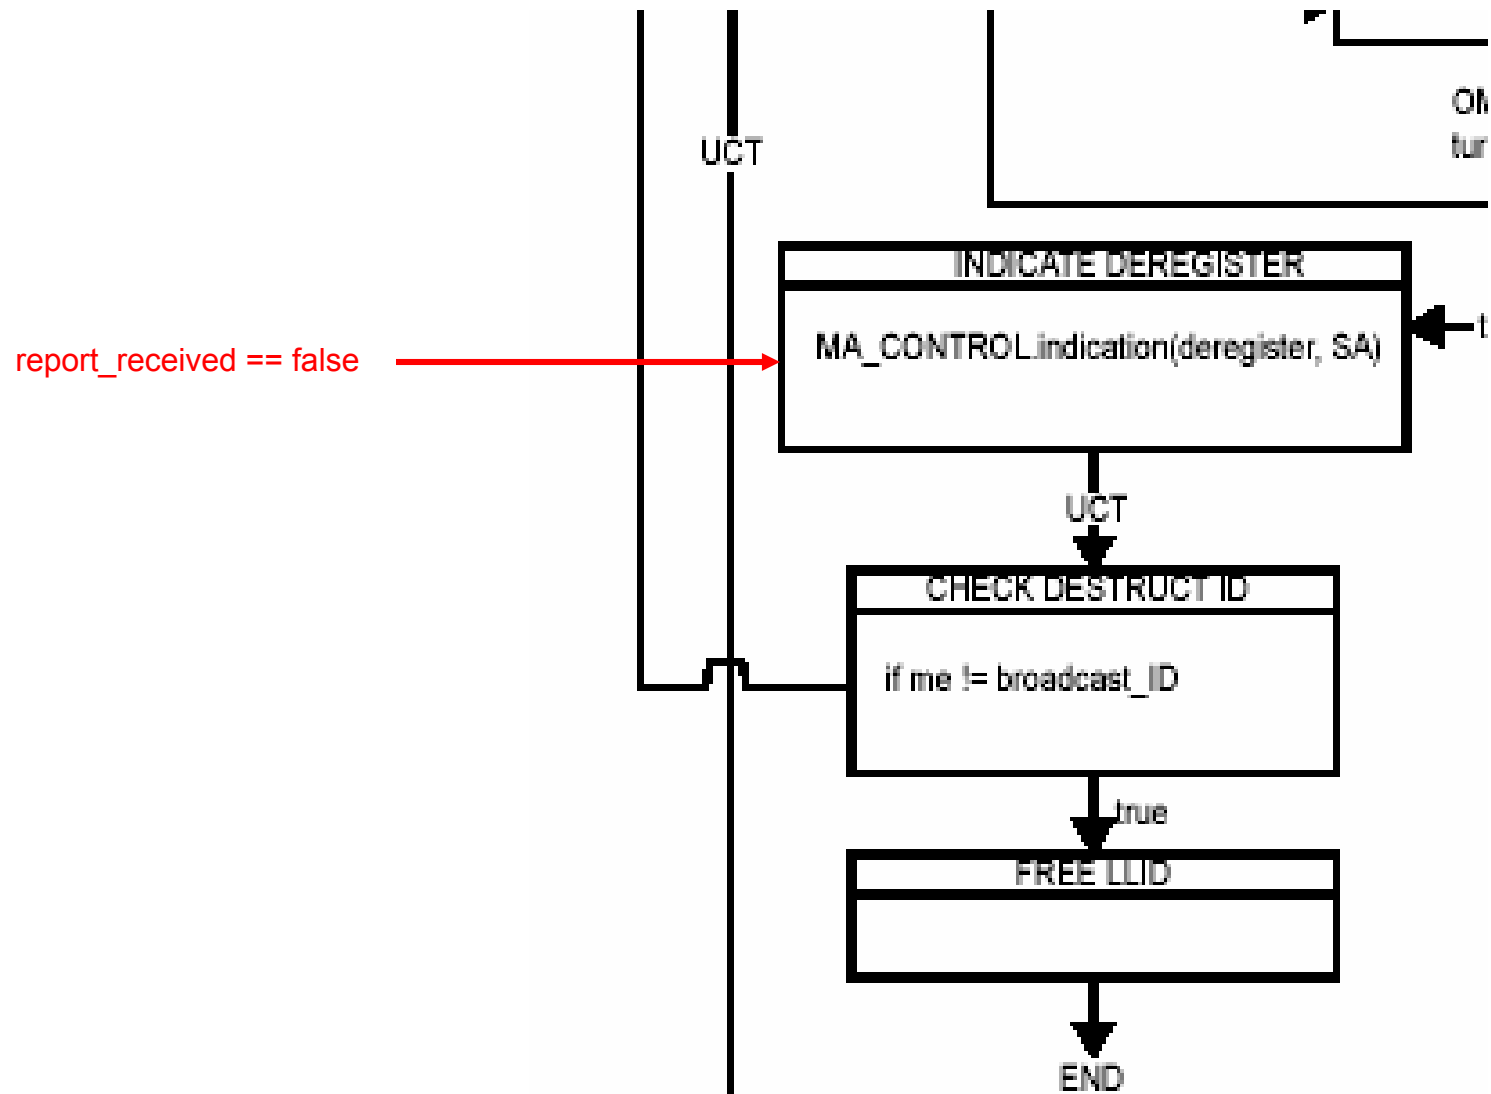 UCT
INDICATE DEREGISTER
MA_CONTROL.indication(deregister, SA)
report_received == false
UCT
CHECK DESTRUCT ID
if me != broadcast_ID
true
FREE LLID
END